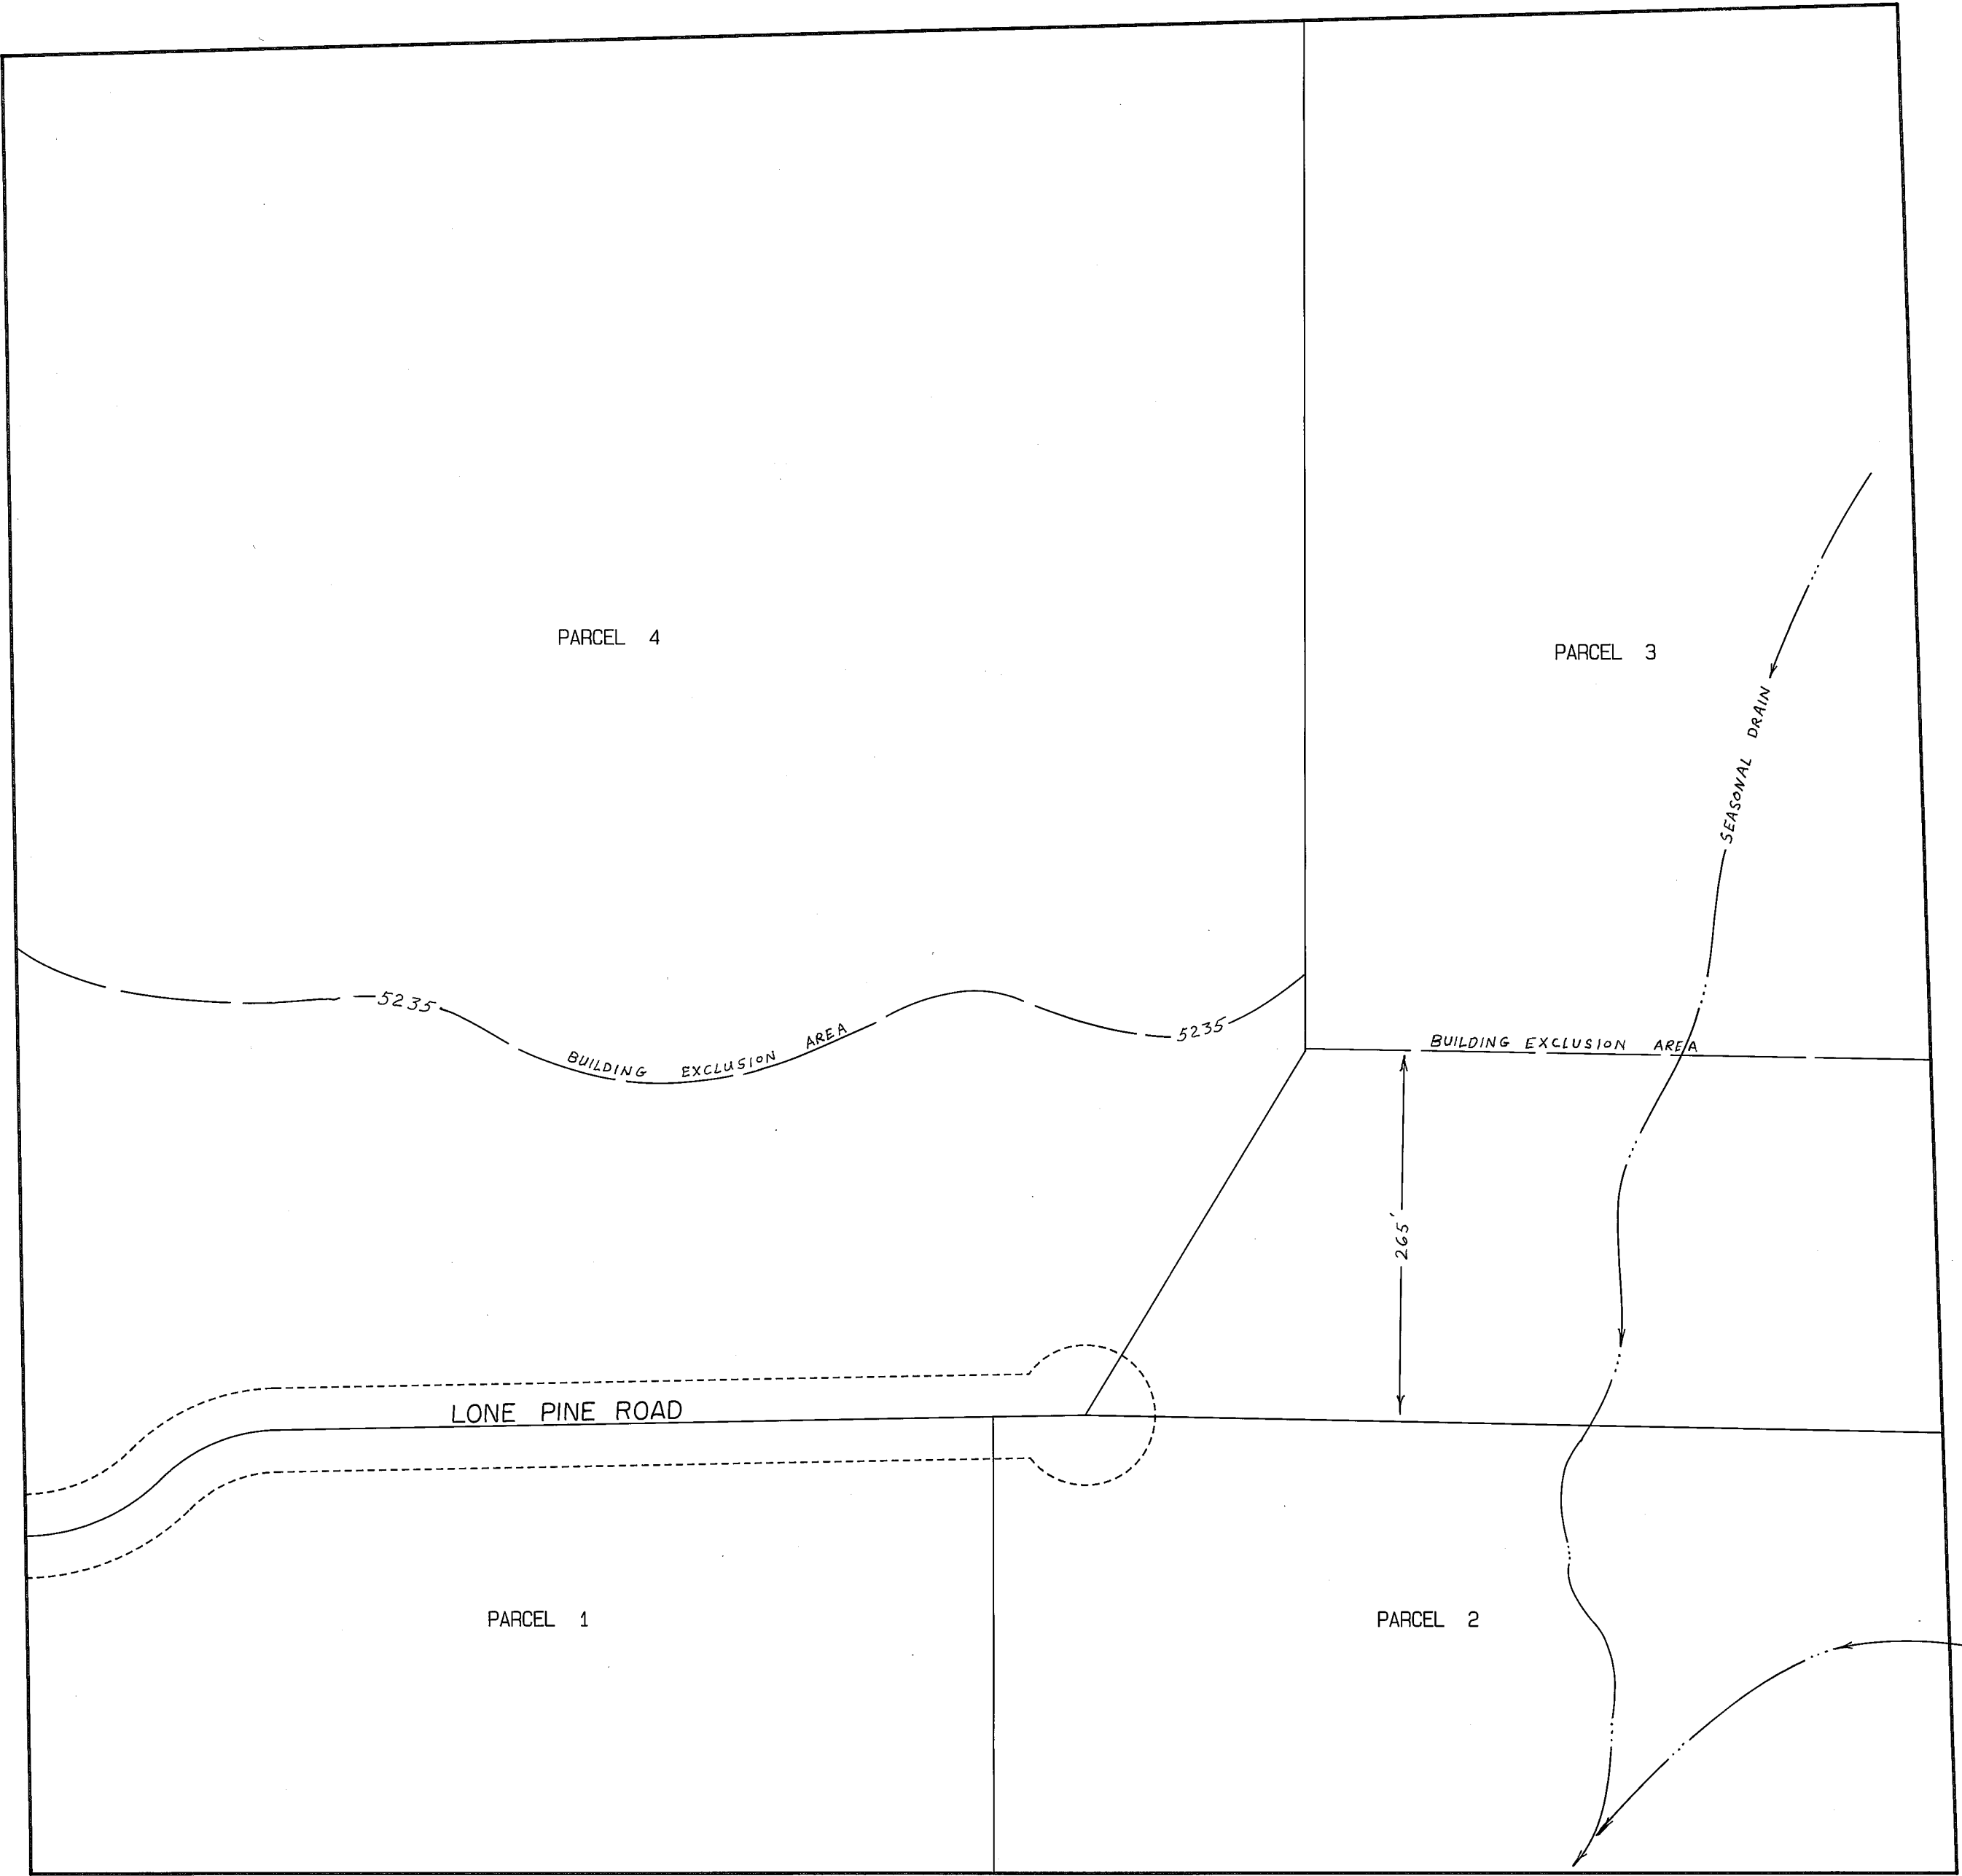 PARCEL 4
PARCEL 3
SEASONAL DRAIN
5235
BUILDING EXCLUSION AREA
5235
BUILDING EXCLUSION AREA
265'
LONE PINE ROAD
PARCEL 1
PARCEL 2